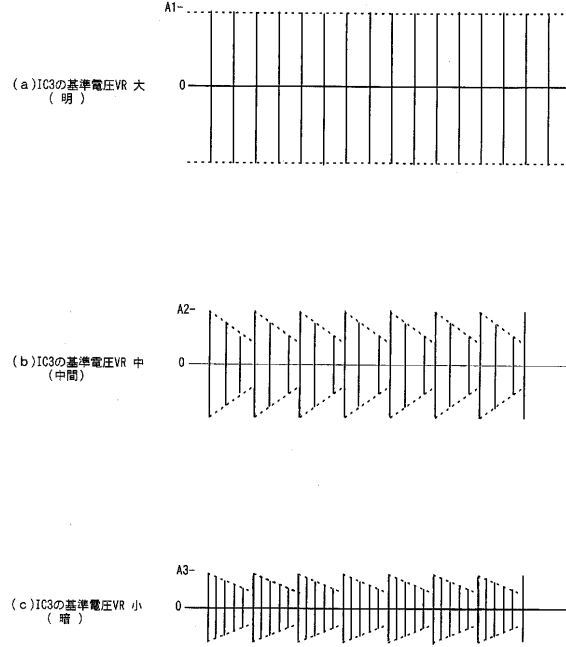 A1-
(a)IC3の基準電圧VR 大
0
(明)
A2-
(b)IC3の基準電圧VR 中
0
(中間)
A3-
(c)IC3の基準電圧VR 小
0
(暗)